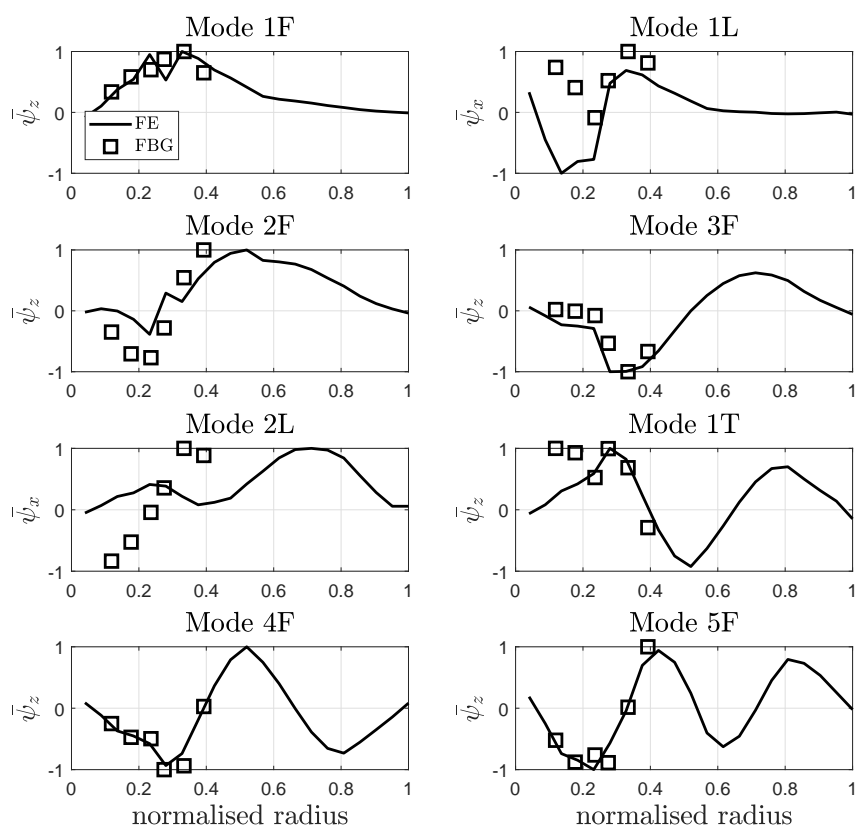 Mode 1F
1
0
-1
ψ̄z
FE
FBG
0 0.2 0.4 0.6 0.8 1
Mode 1L
1
0
-1
ψ̄x
0 0.2 0.4 0.6 0.8 1
Mode 2F
1
0
-1
ψ̄z
0 0.2 0.4 0.6 0.8 1
Mode 3F
1
0
-1
ψ̄z
0 0.2 0.4 0.6 0.8 1
Mode 2L
1
0
-1
ψ̄x
0 0.2 0.4 0.6 0.8 1
Mode 1T
1
0
-1
ψ̄z
0 0.2 0.4 0.6 0.8 1
Mode 4F
1
0
-1
ψ̄z
0 0.2 0.4 0.6 0.8 1
normalised radius
Mode 5F
1
0
-1
ψ̄z
0 0.2 0.4 0.6 0.8 1
normalised radius